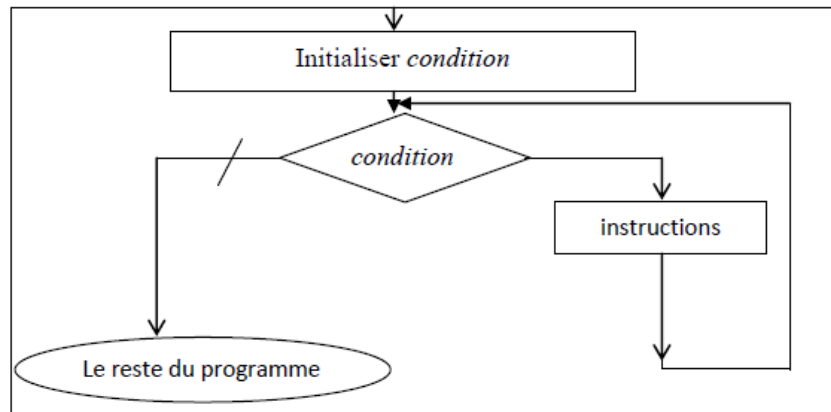 Initialiser condition
condition
instructions
Le reste du programme